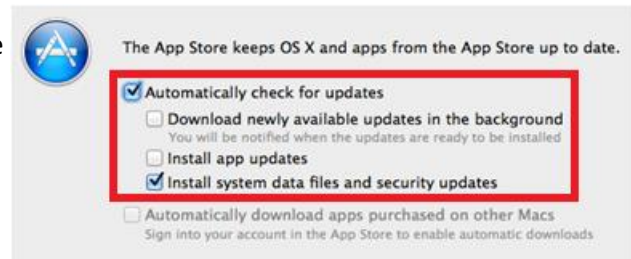 e
The App Store keeps OS X and apps from the App Store up to date.
Automatically check for updates
Download newly available updates in the background
You will be notified when the updates are ready to be installed
Install app updates
Install system data files and security updates
Automatically download apps purchased on other Macs
Sign into your account in the App Store to enable automatic downloads